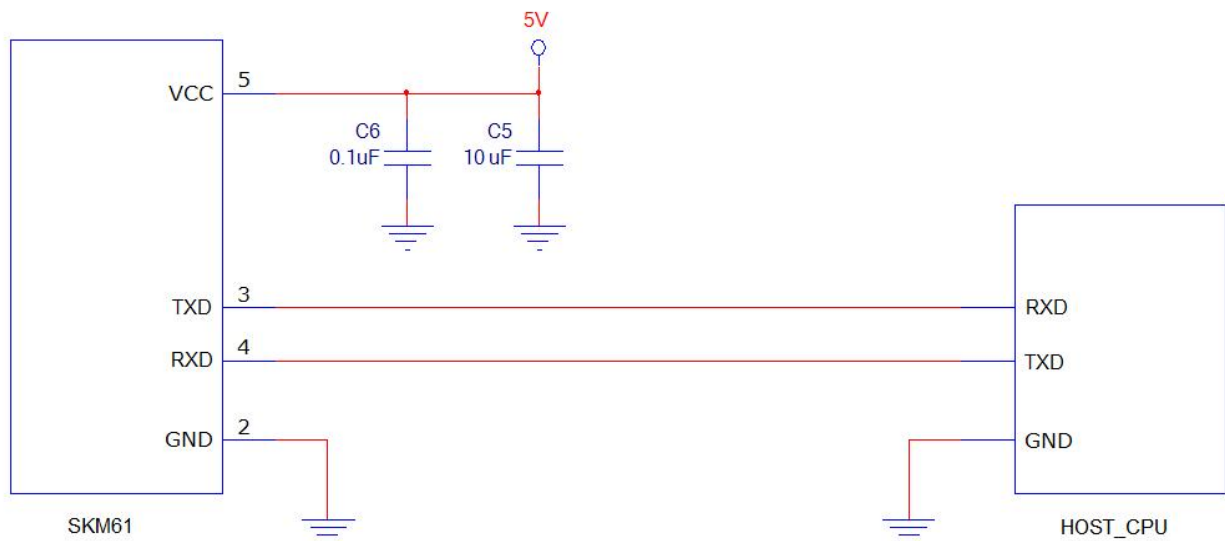 5V
VCC 5
C6
0.1uF
C5
10 uF
TXD 3
RXD
RXD 4
TXD
GND 2
GND
SKM61
HOST_CPU